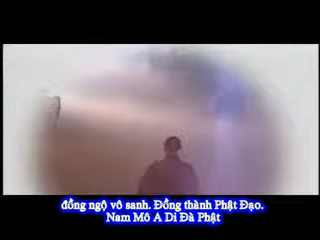 đồng ngộ vô sanh. Đồng thành Phật Đạo.
Nam Mô A Di Đà Phật